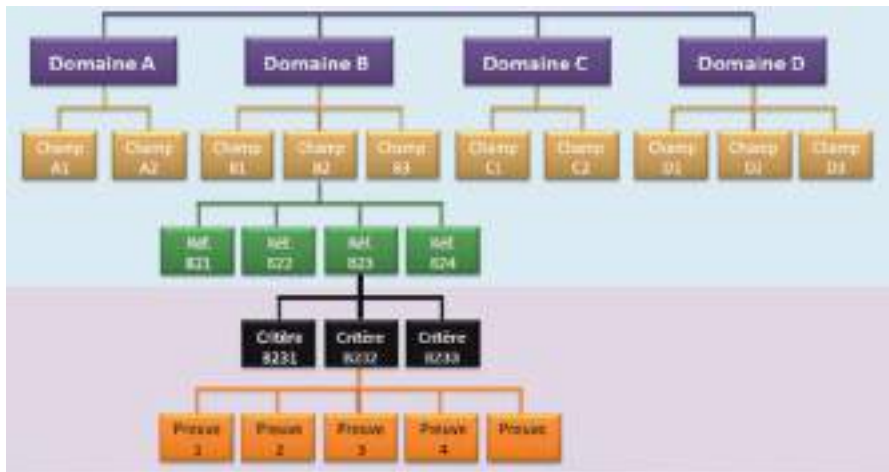 Domaine A
Domaine B
Domaine C
Domaine D
Champ
A1
Champ
A2
Champ
B1
Champ
B2
Champ
B3
Champ
C1
Champ
C2
Champ
D1
Champ
D2
Champ
D3
Réf.
B21
Réf.
B22
Réf.
B23
Réf.
B24
Critère
B231
Critère
B232
Critère
B233
Preuve
1
Preuve
2
Preuve
3
Preuve
4
Preuve